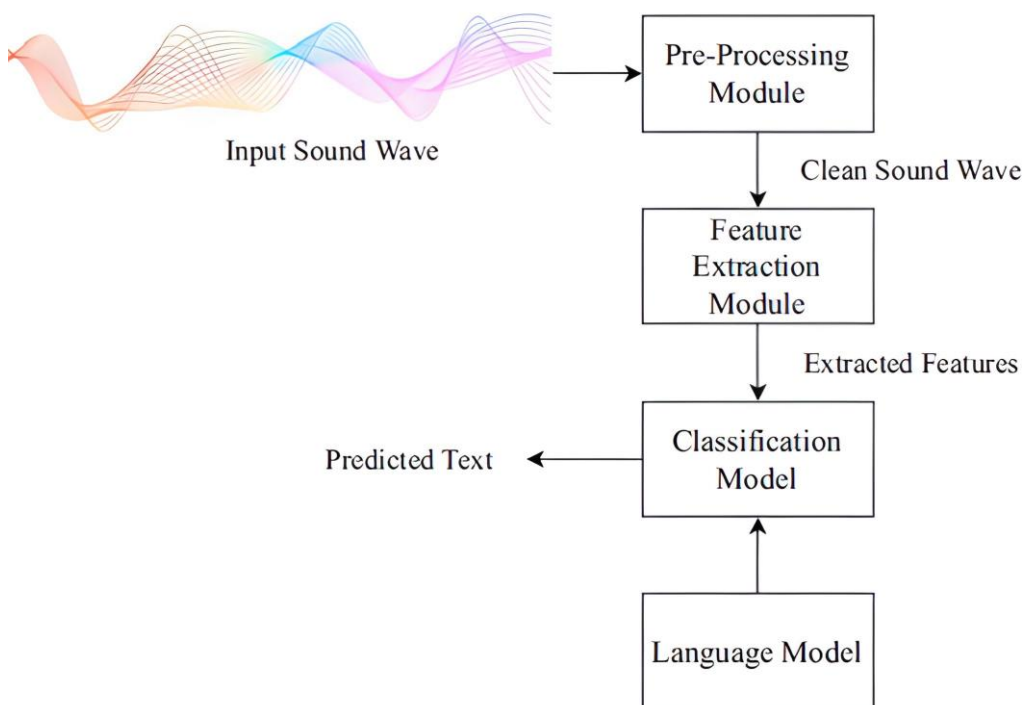 Pre-Processing
Module
Input Sound Wave
Clean Sound Wave
Feature
Extraction
Module
Extracted Features
Classification
Model
Predicted Text
Language Model